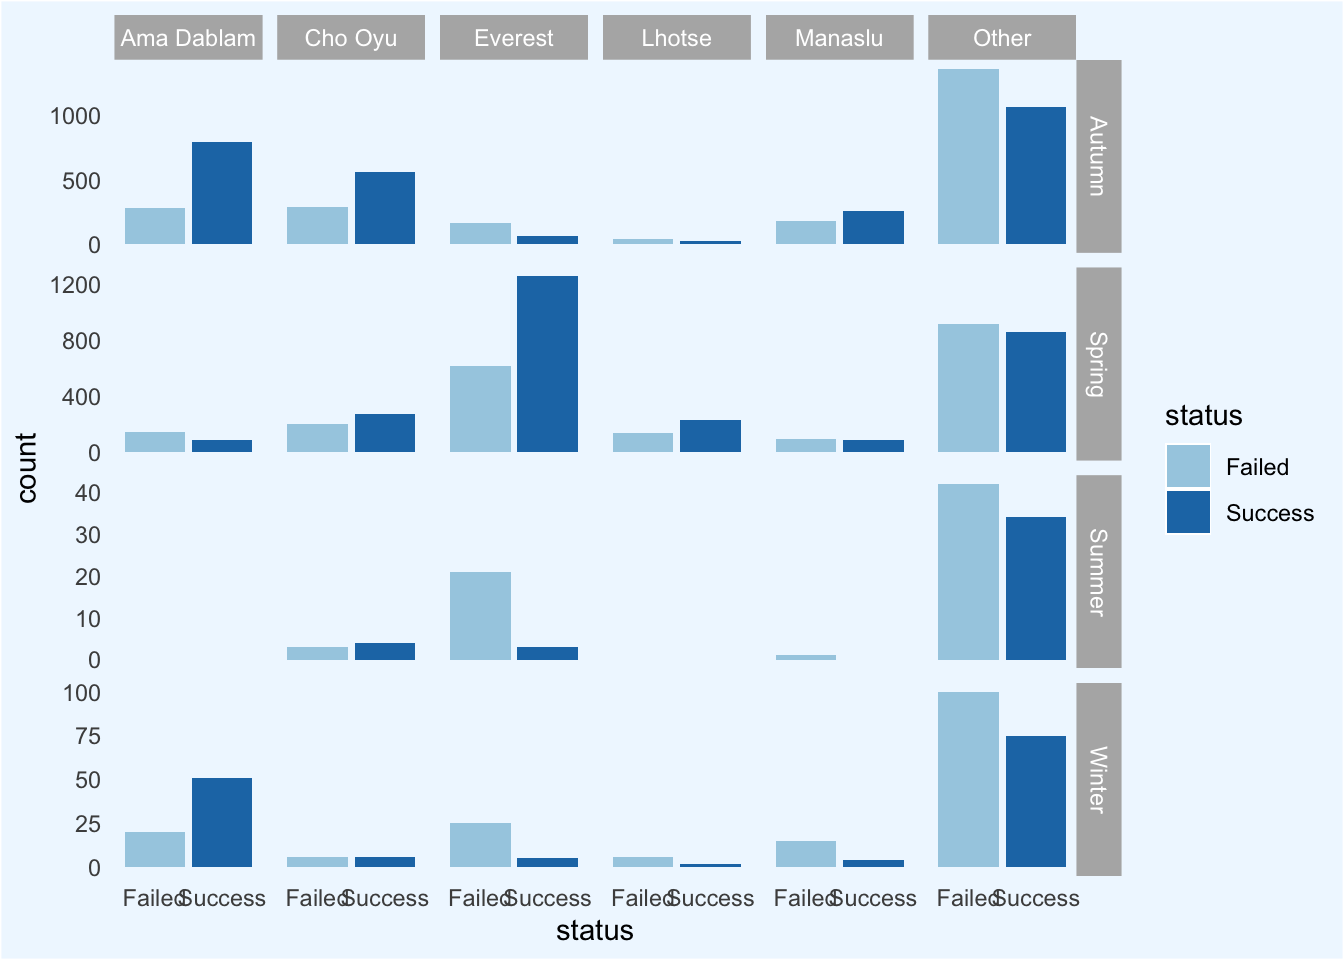 Ama Dablam Cho Oyu Everest Lhotse Manaslu Other
1000
500
0
Autumn
1200
800
400
0
Spring
count
40
30
20
10
0
Summer
100
75
50
25
0
Winter
Failed Success Failed Success Failed Success Failed Success Failed Success Failed Success
status
status
Failed
Success